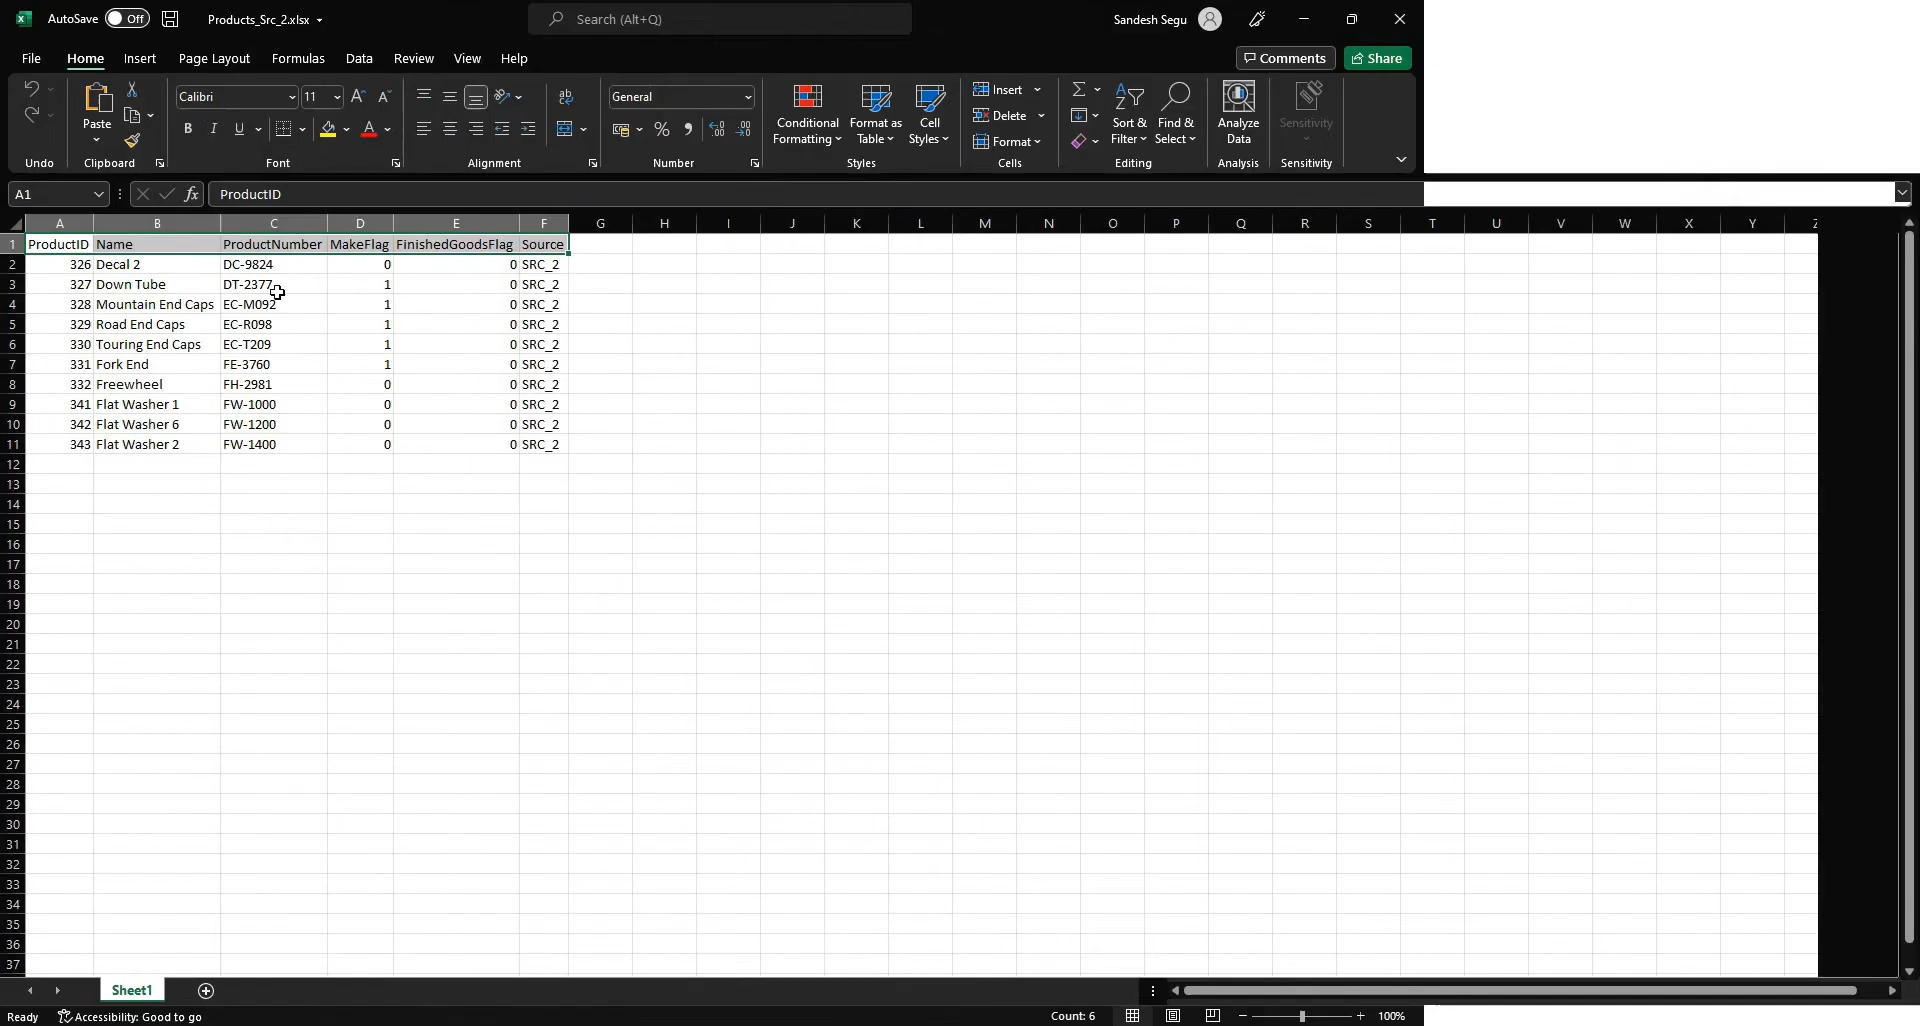 AutoSave Off Products_Src_2.xlsx Search (Alt+Q) Sandesh Segu
File Home Insert Page Layout Formulas Data Review View Help Comments Share
Paste Calibri 11 General Conditional Formatting Format as Table Cell Styles Insert Delete Format Sort & Filter Find & Select Analyze Data Sensitivity
Undo Clipboard Font Alignment Number Styles Cells Editing Analysis Sensitivity
A1 fx ProductID
A B C D E F G H I J K L M N O P Q R S T U V W X Y Z
1 ProductID Name ProductNumber MakeFlag FinishedGoodsFlag Source
2 326 Decal 2 DC-9824 0 0 SRC_2
3 327 Down Tube DT-2377 1 0 SRC_2
4 328 Mountain End Caps EC-M092 1 0 SRC_2
5 329 Road End Caps EC-R098 1 0 SRC_2
6 330 Touring End Caps EC-T209 1 0 SRC_2
7 331 Fork End FE-3760 1 0 SRC_2
8 332 Freewheel FH-2981 0 0 SRC_2
9 341 Flat Washer 1 FW-1000 0 0 SRC_2
10 342 Flat Washer 6 FW-1200 0 0 SRC_2
11 343 Flat Washer 2 FW-1400 0 0 SRC_2
12
13
14
15
16
17
18
19
20
21
22
23
24
25
26
27
28
29
30
31
32
33
34
35
36
37
Sheet1
Ready Accessibility: Good to go Count: 6 100%